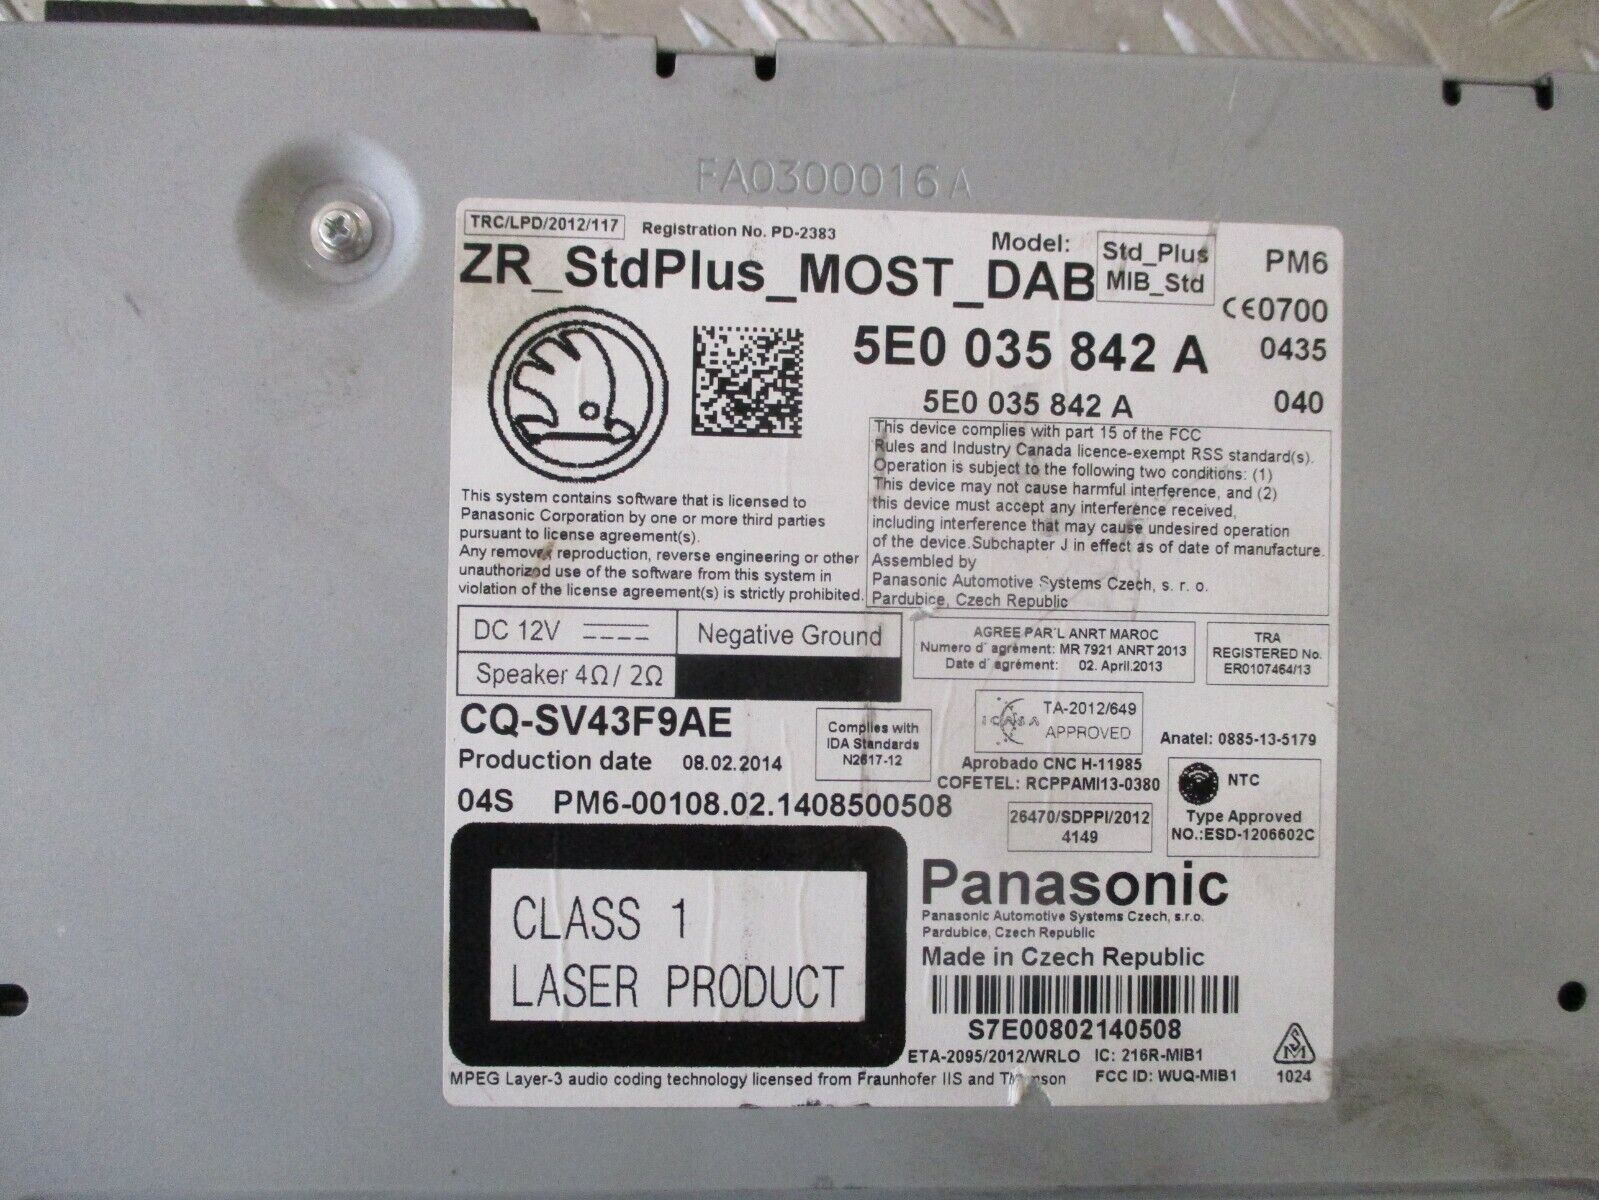 FA0300016A
TRC/LPD/2012/117 Registration No. PD-2383
ZR_StdPlus_MOST_DAB
Model: Std_Plus MIB_Std
PM6
CE0700
5E0 035 842 A
0435
5E0 035 842 A
040
This device complies with part 15 of the FCC
Rules and Industry Canada licence-exempt RSS standard(s).
Operation is subject to the following two conditions: (1)
This device may not cause harmful interference, and (2)
this device must accept any interference received,
including interference that may cause undesired operation
of the device.Subchapter J in effect as of date of manufacture.
Assembled by
Panasonic Automotive Systems Czech, s. r. o.
Pardubice, Czech Republic
This system contains software that is licensed to
Panasonic Corporation by one or more third parties
pursuant to license agreement(s).
Any remove, reproduction, reverse engineering or other
unauthorized use of the software from this system in
violation of the license agreement(s) is strictly prohibited.
DC 12V
Negative Ground
Speaker 4Ω/ 2Ω
AGREE PAR'L ANRT MAROC
Numero d' agrément: MR 7921 ANRT 2013
Date d' agrément: 02. April.2013
TRA
REGISTERED No.
ER0107464/13
CQ-SV43F9AE
Complies with
IDA Standards
N2617-12
ICASA
TA-2012/649
APPROVED
Anatel: 0885-13-5179
Production date 08.02.2014
Aprobado CNC H-11985
COFETEL: RCPPAMI13-0380
04S PM6-00108.02.1408500508
26470/SDPPI/2012
4149
NTC
Type Approved
NO.:ESD-1206602C
CLASS 1
LASER PRODUCT
Panasonic
Panasonic Automotive Systems Czech, s.r.o.
Pardubice, Czech Republic
Made in Czech Republic
S7E00802140508
ETA-2095/2012/WRLO IC: 216R-MIB1
MPEG Layer-3 audio coding technology licensed from Fraunhofer IIS and Thomson
FCC ID: WUQ-MIB1
SM
1024